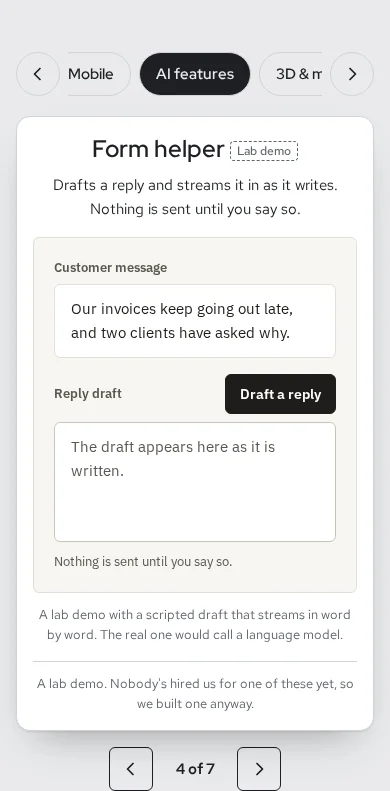 Mobile
AI features
3D & m
Form helper
Lab demo
Drafts a reply and streams it in as it writes.
Nothing is sent until you say so.
Customer message
Our invoices keep going out late,
and two clients have asked why.
Reply draft
Draft a reply
The draft appears here as it is
written.
Nothing is sent until you say so.
A lab demo with a scripted draft that streams in word
by word. The real one would call a language model.
A lab demo. Nobody's hired us for one of these yet, so
we built one anyway.
4 of 7